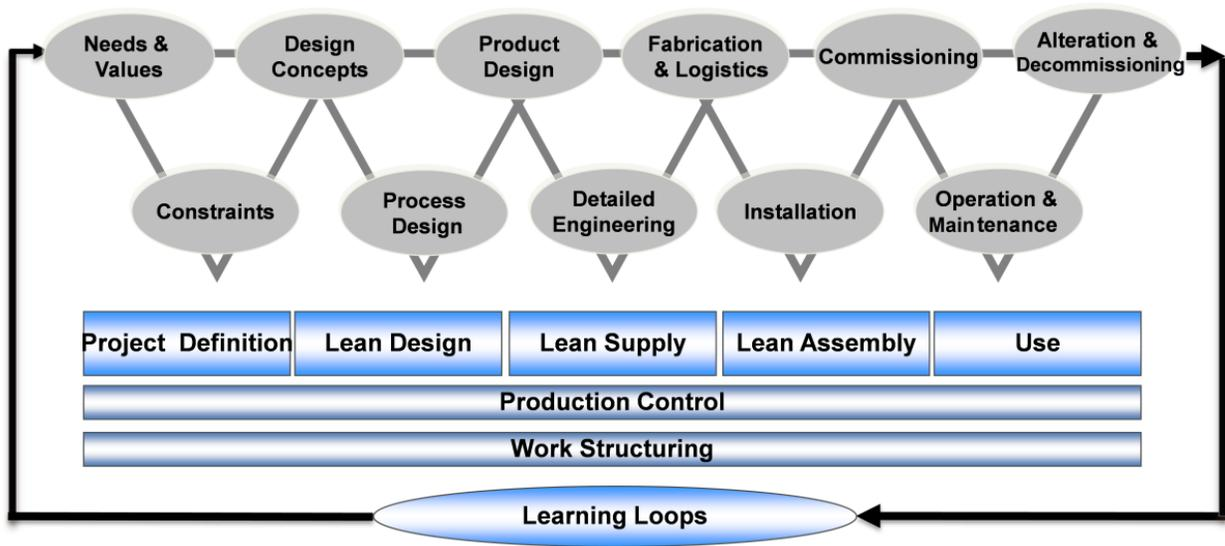 Needs &
Values
Design
Concepts
Product
Design
Fabrication
& Logistics
Commissioning
Alteration &
Decommissioning
Constraints
Process
Design
Detailed
Engineering
Installation
Operation &
Maintenance
Project Definition
Lean Design
Lean Supply
Lean Assembly
Use
Production Control
Work Structuring
Learning Loops